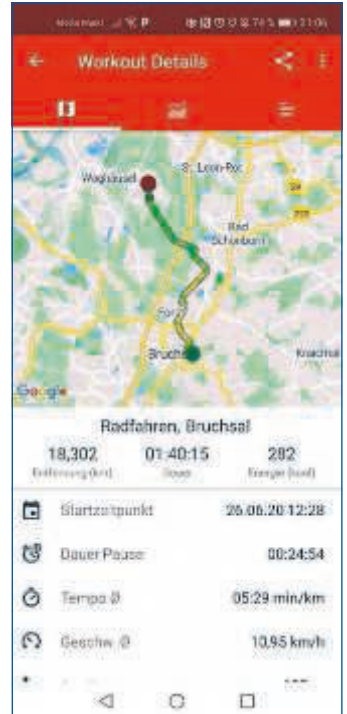 Workout Details
St. Leon-Rot
Waghäusel
Bad
Schönborn
Forst
Bruchsal
Google
Radfahren, Bruchsal
18,302 01:40:15 282
Entfernung (km) Dauer Energie (kcal)
Startzeitpunkt 26.06.20 12:28
Dauer Pause 00:24:54
Tempo Ø 05:29 min/km
Geschw. Ø 10,95 km/h